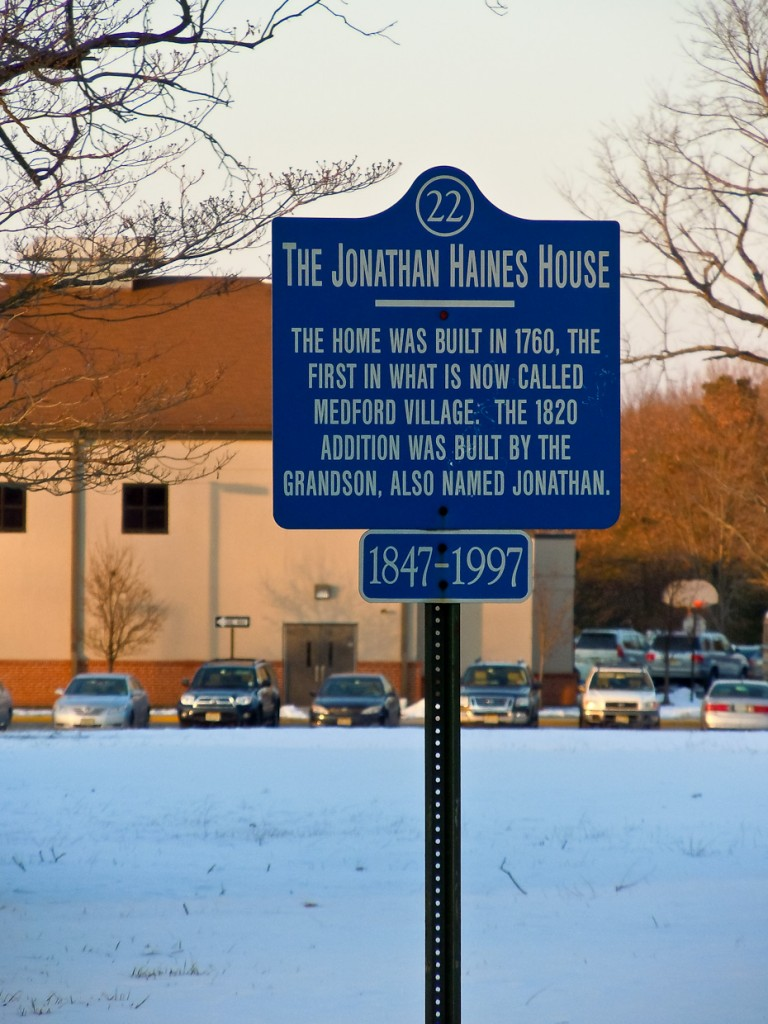 22
THE JONATHAN HAINES HOUSE
THE HOME WAS BUILT IN 1760, THE
FIRST IN WHAT IS NOW CALLED
MEDFORD VILLAGE. THE 1820
ADDITION WAS BUILT BY THE
GRANDSON, ALSO NAMED JONATHAN.
1847-1997